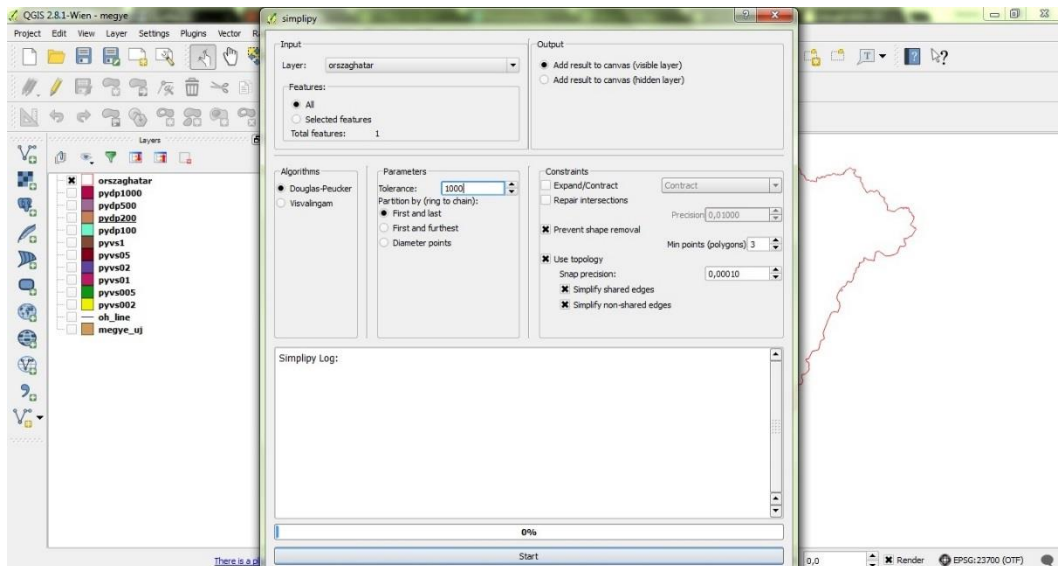 QGIS 2.8.1-Wien - megye
Project Edit View Layer Settings Plugins Vector
simplipy
Input
Layer: orszaghatar
Features:
All
Selected features
Total features: 1
Output
Add result to canvas (visible layer)
Add result to canvas (hidden layer)
Layers
orszaghatar
pydp1000
pydp500
pydp200
pydp100
pyvs1
pyvs05
pyvs02
pyvs01
pyvs005
pyvs002
oh_line
megye_uj
Algorithms
Douglas-Peucker
Visvalingam
Parameters
Tolerance: 1000
Partition by (ring to chain):
First and last
First and furthest
Diameter points
Constraints
Expand/Contract Contract
Repair intersections
Precision 0,01000
Prevent shape removal
Min points (polygons) 3
Use topology
Snap precision: 0,00010
Simplify shared edges
Simplify non-shared edges
Simplipy Log:
0%
Start
There is a
0,0 Render EPSG:23700 (OTF)